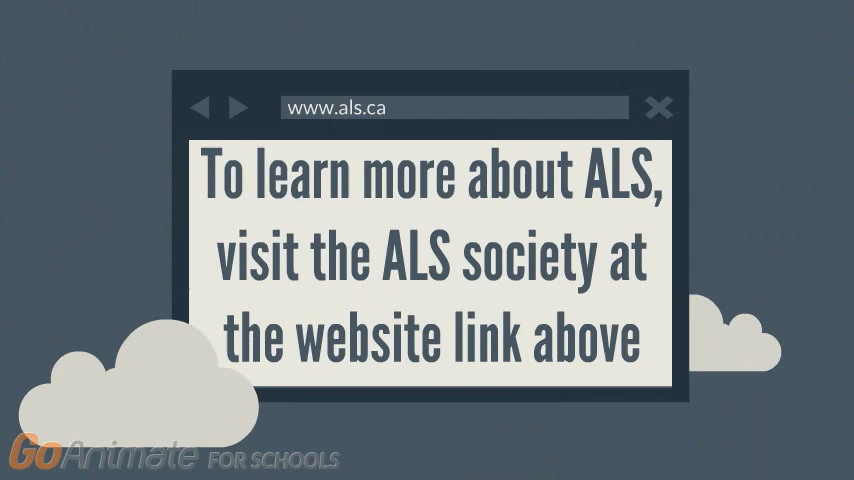 www.als.ca
To learn more about ALS,
visit the ALS society at
the website link above
GoAnimate FOR SCHOOLS